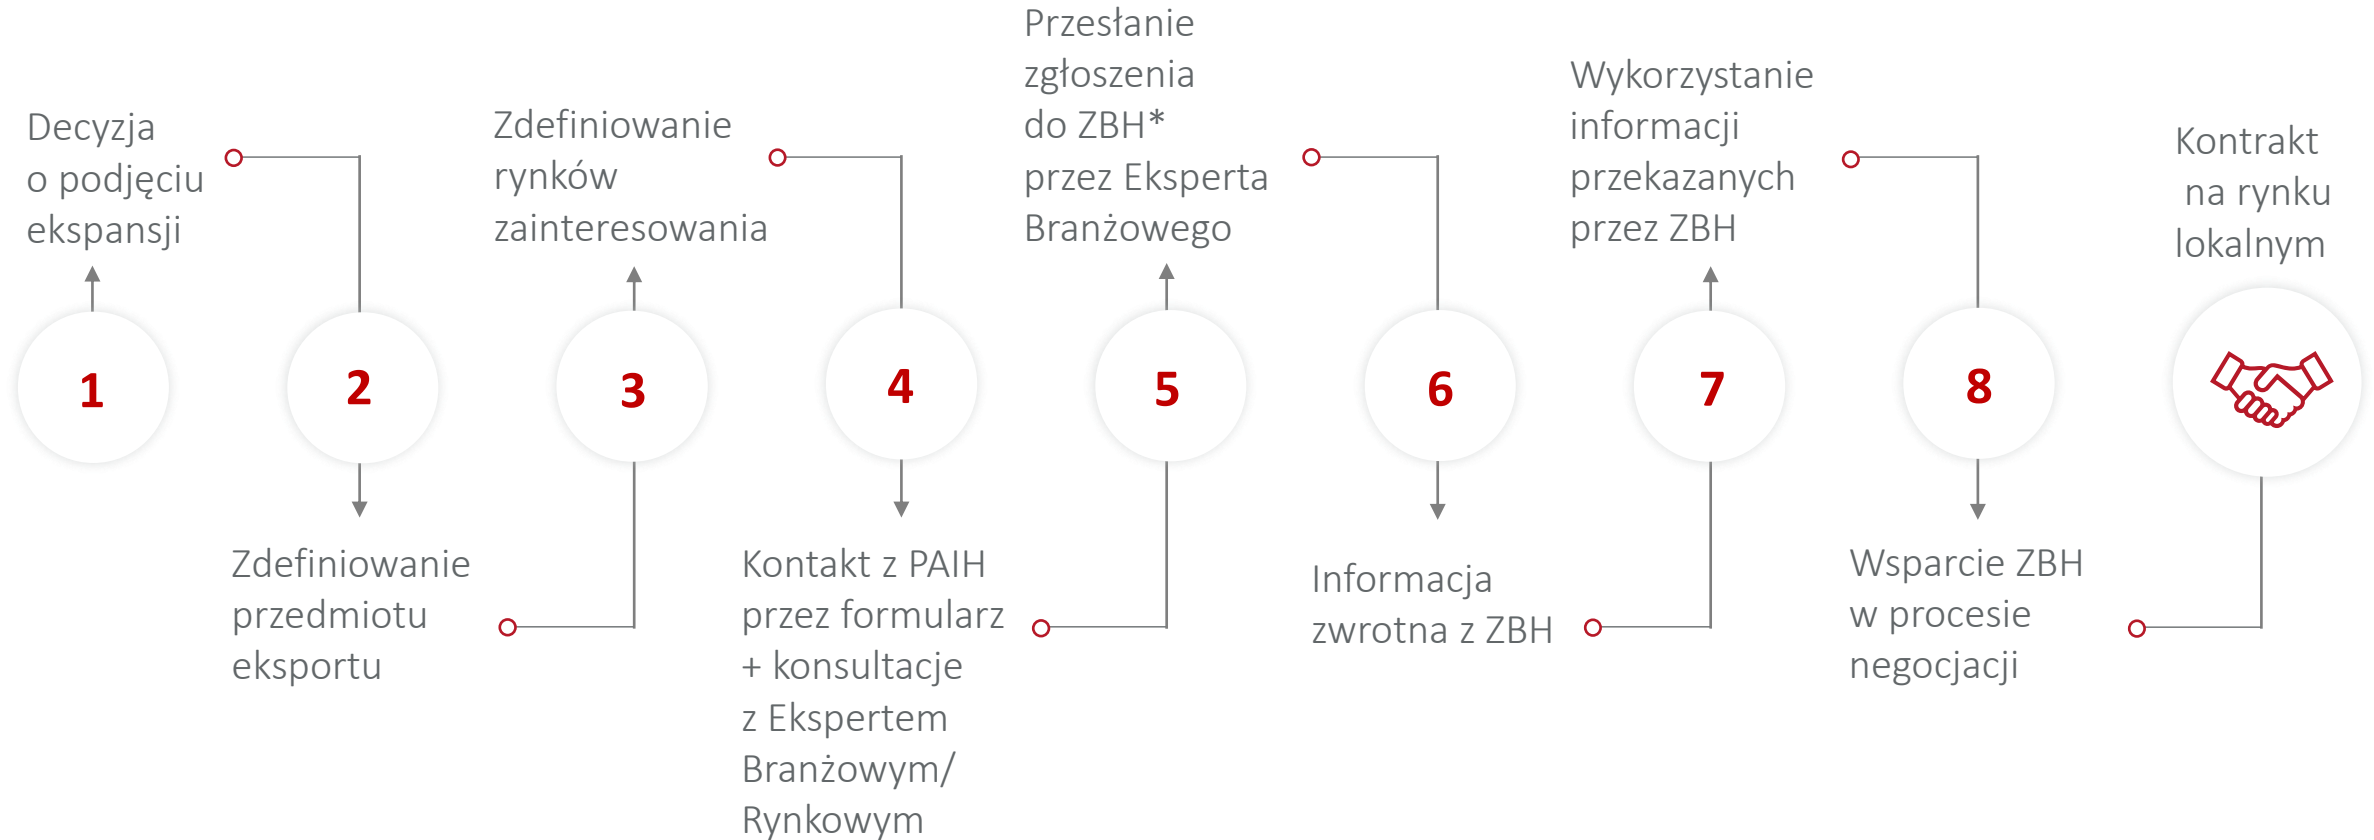 Decyzja
o podjęciu
ekspansji
1
2
Zdefiniowanie
przedmiotu
eksportu
Zdefiniowanie
rynków
zainteresowania
3
4
Kontakt z PAIH
przez formularz
+ konsultacje
z Ekspertem
Branżowym/
Rynkowym
Przesłanie
zgłoszenia
do ZBH*
przez Eksperta
Branżowego
5
6
Informacja
zwrotna z ZBH
Wykorzystanie
informacji
przekazanych
przez ZBH
7
8
Wsparcie ZBH
w procesie
negocjacji
Kontrakt
na rynku
lokalnym